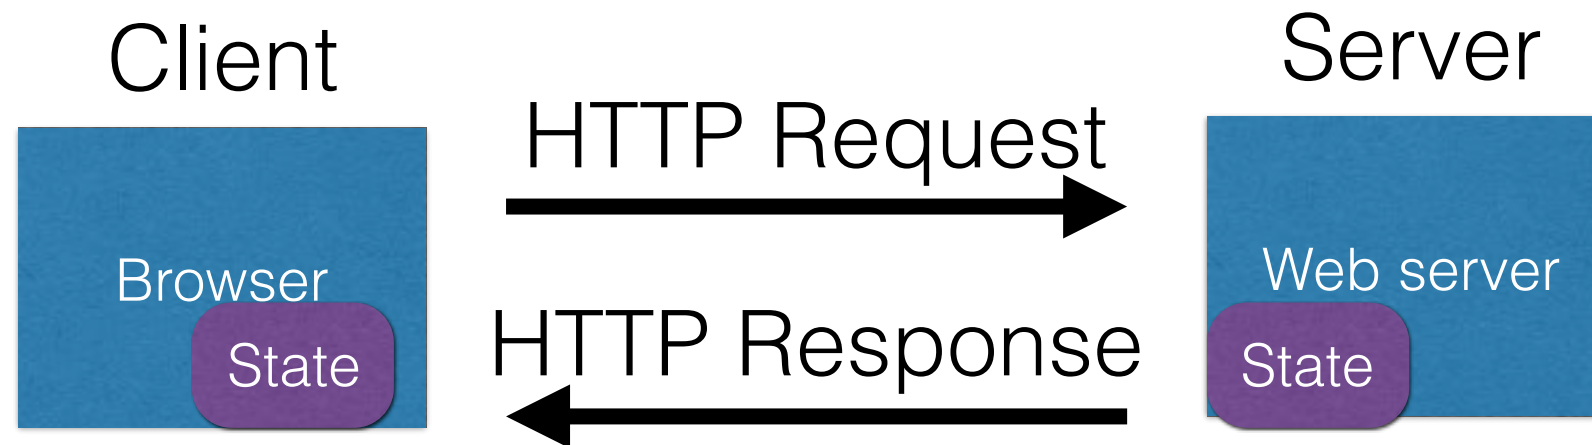 Client
Server
HTTP Request
Browser
Web server
HTTP Response
State
State